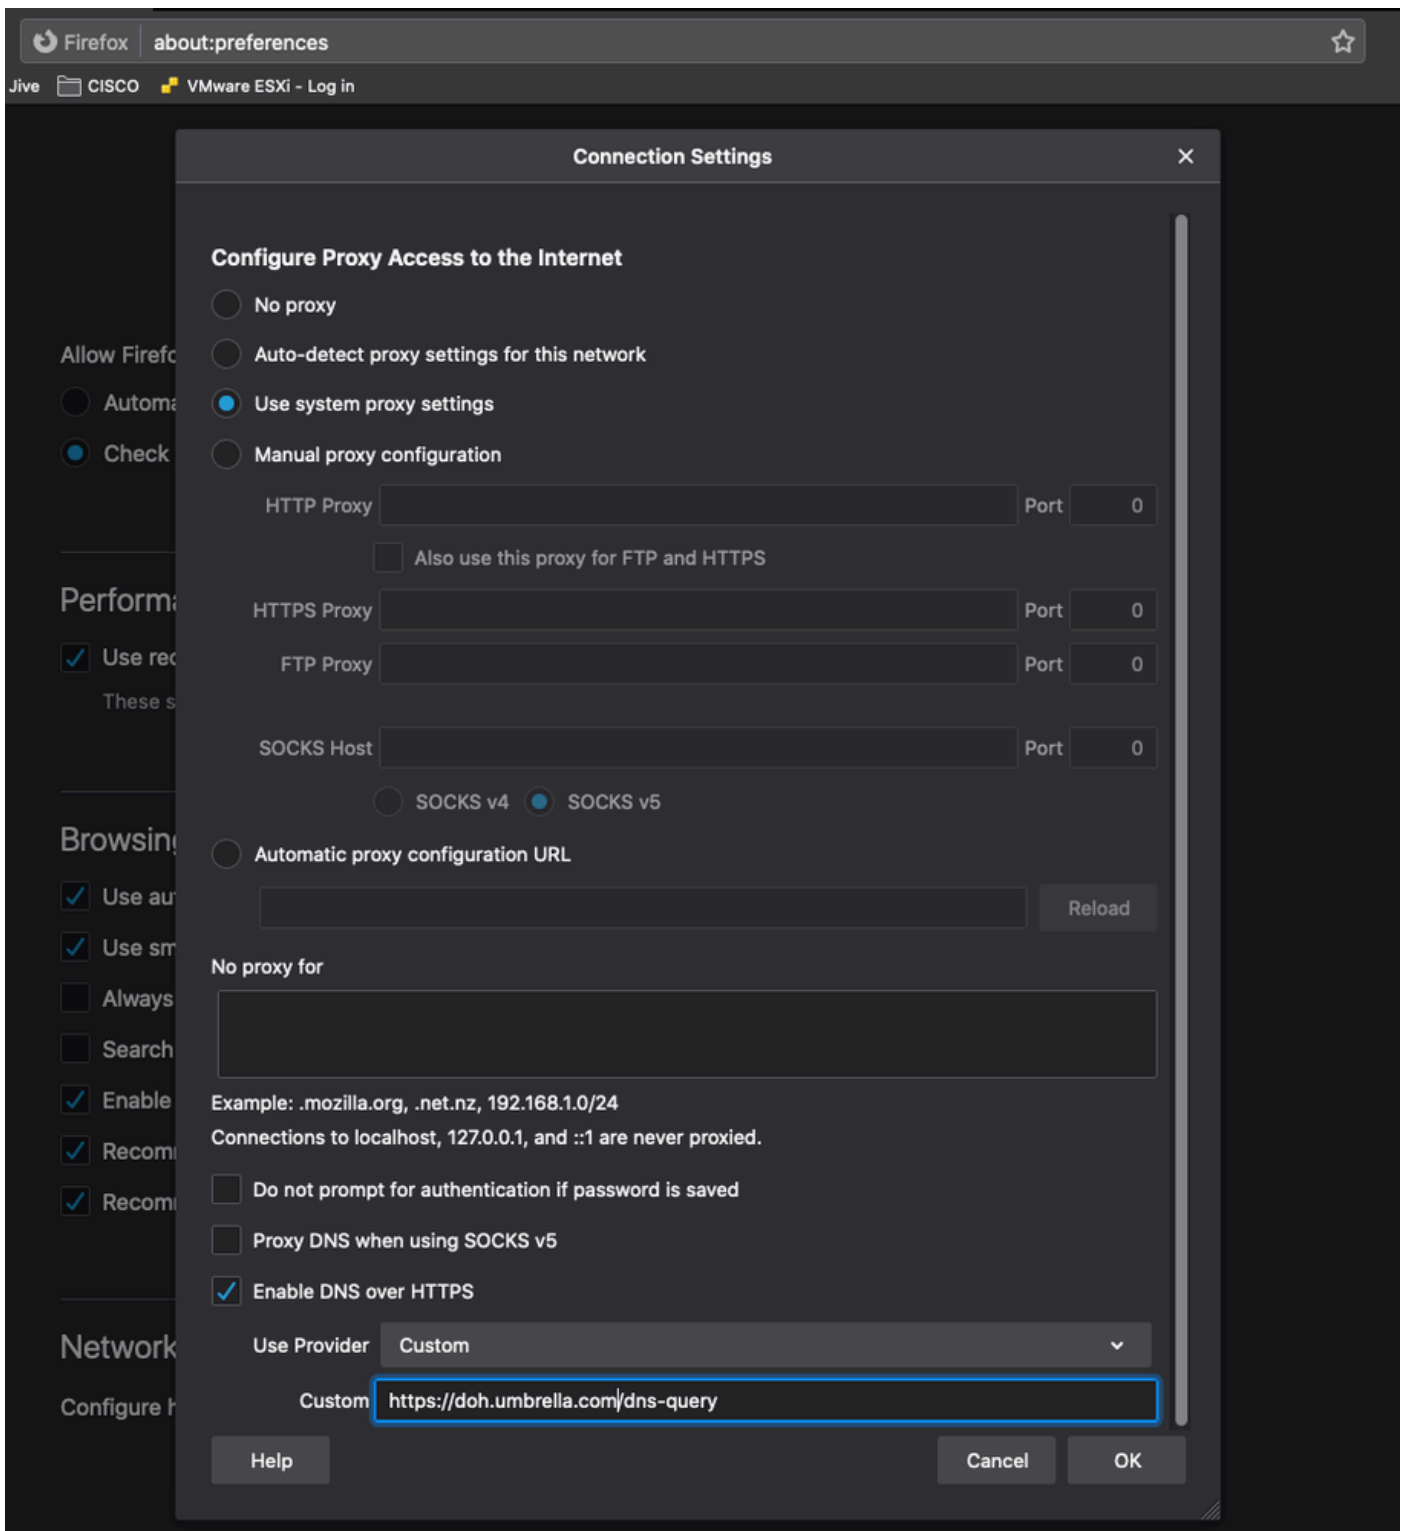 Firefox about:preferences
Jive CISCO VMware ESXi - Log in
Connection Settings
Configure Proxy Access to the Internet
No proxy
Allow Firefo
Auto-detect proxy settings for this network
Automa
Use system proxy settings
Check
Manual proxy configuration
HTTP Proxy Port 0
Also use this proxy for FTP and HTTPS
Performa
HTTPS Proxy Port 0
Use rec
FTP Proxy Port 0
These s
SOCKS Host Port 0
SOCKS v4 SOCKS v5
Browsing
Automatic proxy configuration URL
Use aut
Reload
Use sm
No proxy for
Always
Search
Enable
Example: .mozilla.org, .net.nz, 192.168.1.0/24
Connections to localhost, 127.0.0.1, and ::1 are never proxied.
Recomm
Do not prompt for authentication if password is saved
Recomm
Proxy DNS when using SOCKS v5
Enable DNS over HTTPS
Network
Use Provider Custom
Configure h
Custom https://doh.umbrella.com/dns-query
Help Cancel OK